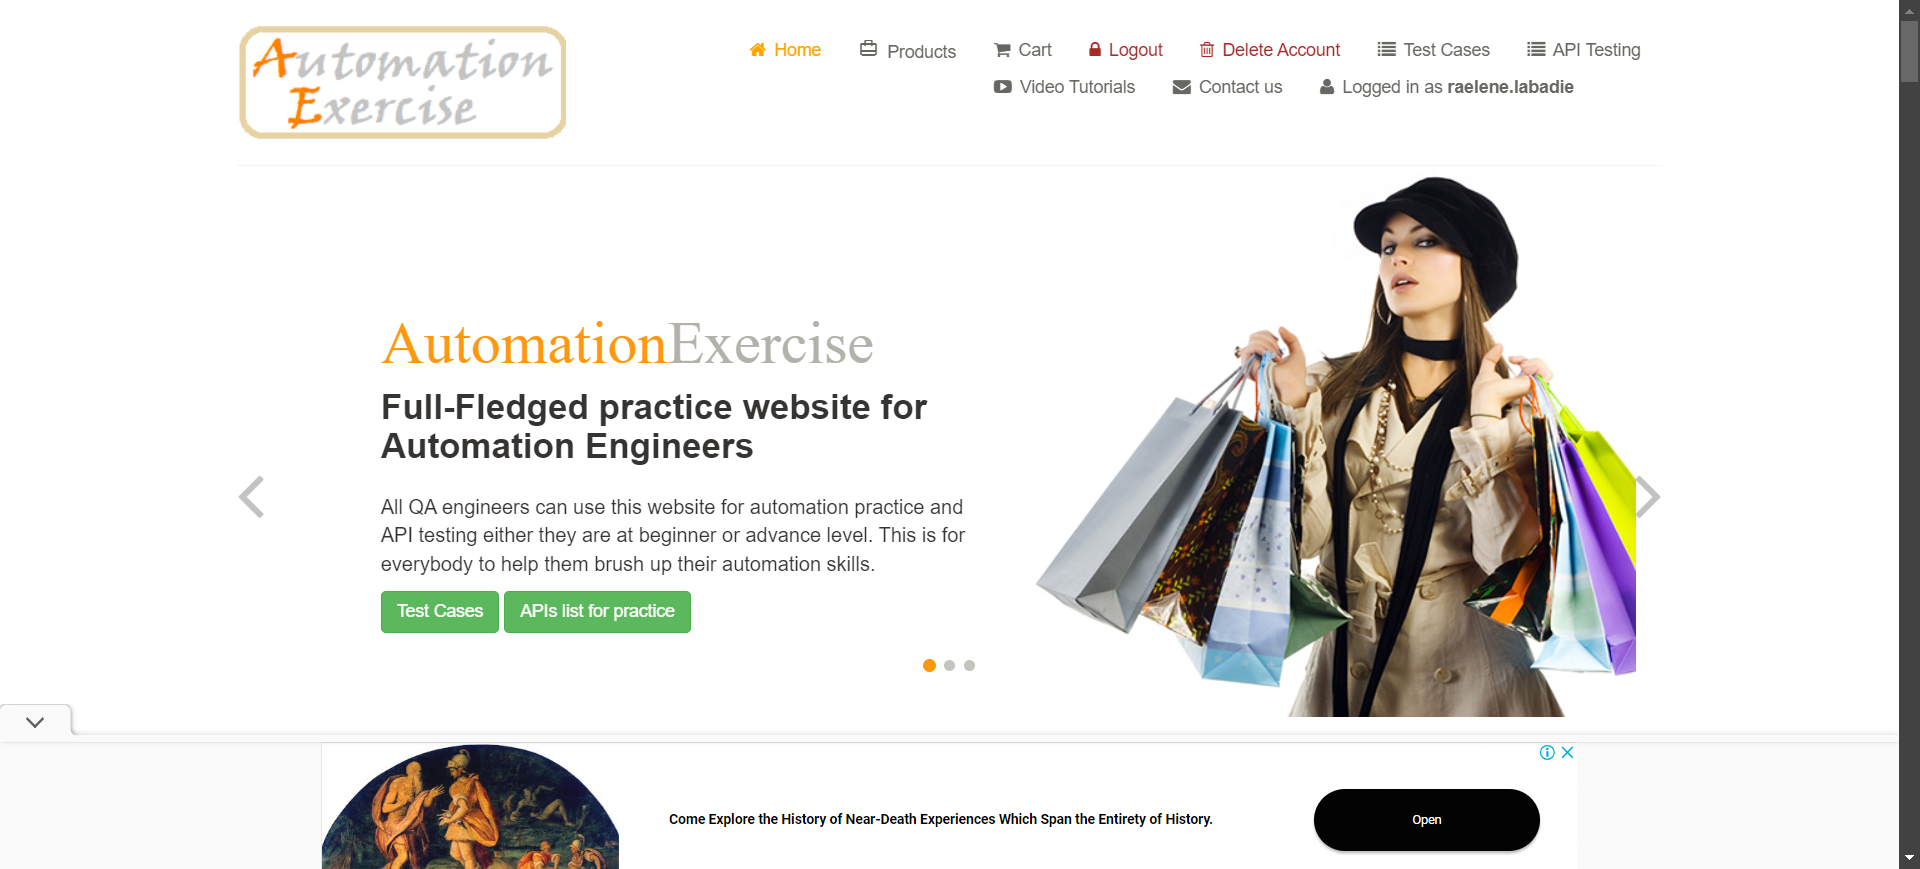 Automation
Exercise
Home
Products
Cart
Logout
Delete Account
Test Cases
API Testing
Video Tutorials
Contact us
Logged in as raelene.labadie
AutomationExercise
Full-Fledged practice website for
Automation Engineers
All QA engineers can use this website for automation practice and
API testing either they are at beginner or advance level. This is for
everybody to help them brush up their automation skills.
Test Cases
APIs list for practice
Come Explore the History of Near-Death Experiences Which Span the Entirety of History.
Open